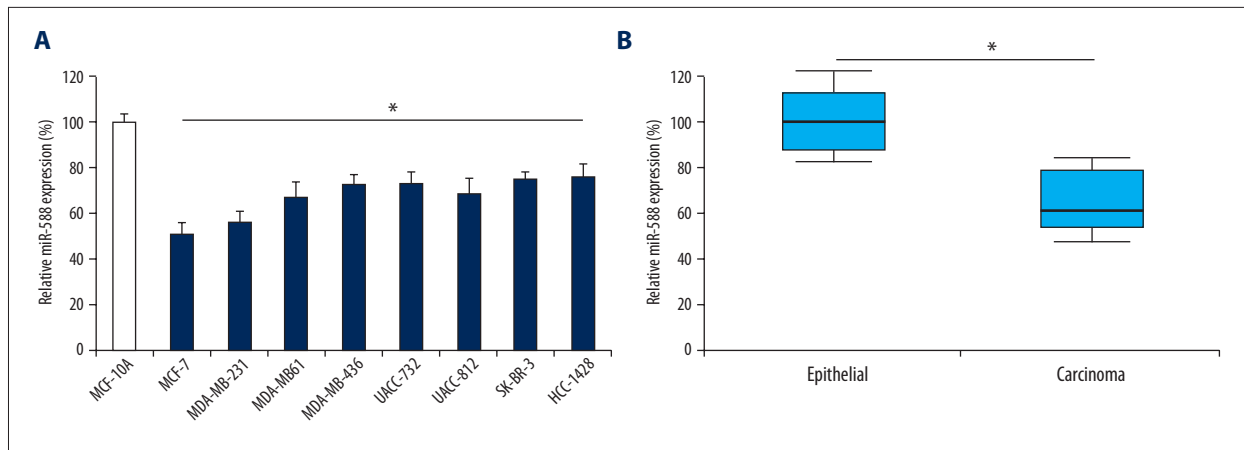 A
Relative miR-588 expression (%)
120
100
80
60
40
20
0
*
MCF-10A
MCF-7
MDA-MB-231
MDA-MB61
MDA-MB-436
UACC-732
UACC-812
SK-BR-3
HCC-1428
B
Relative miR-588 expression (%)
120
100
80
60
40
20
0
*
Epithelial
Carcinoma